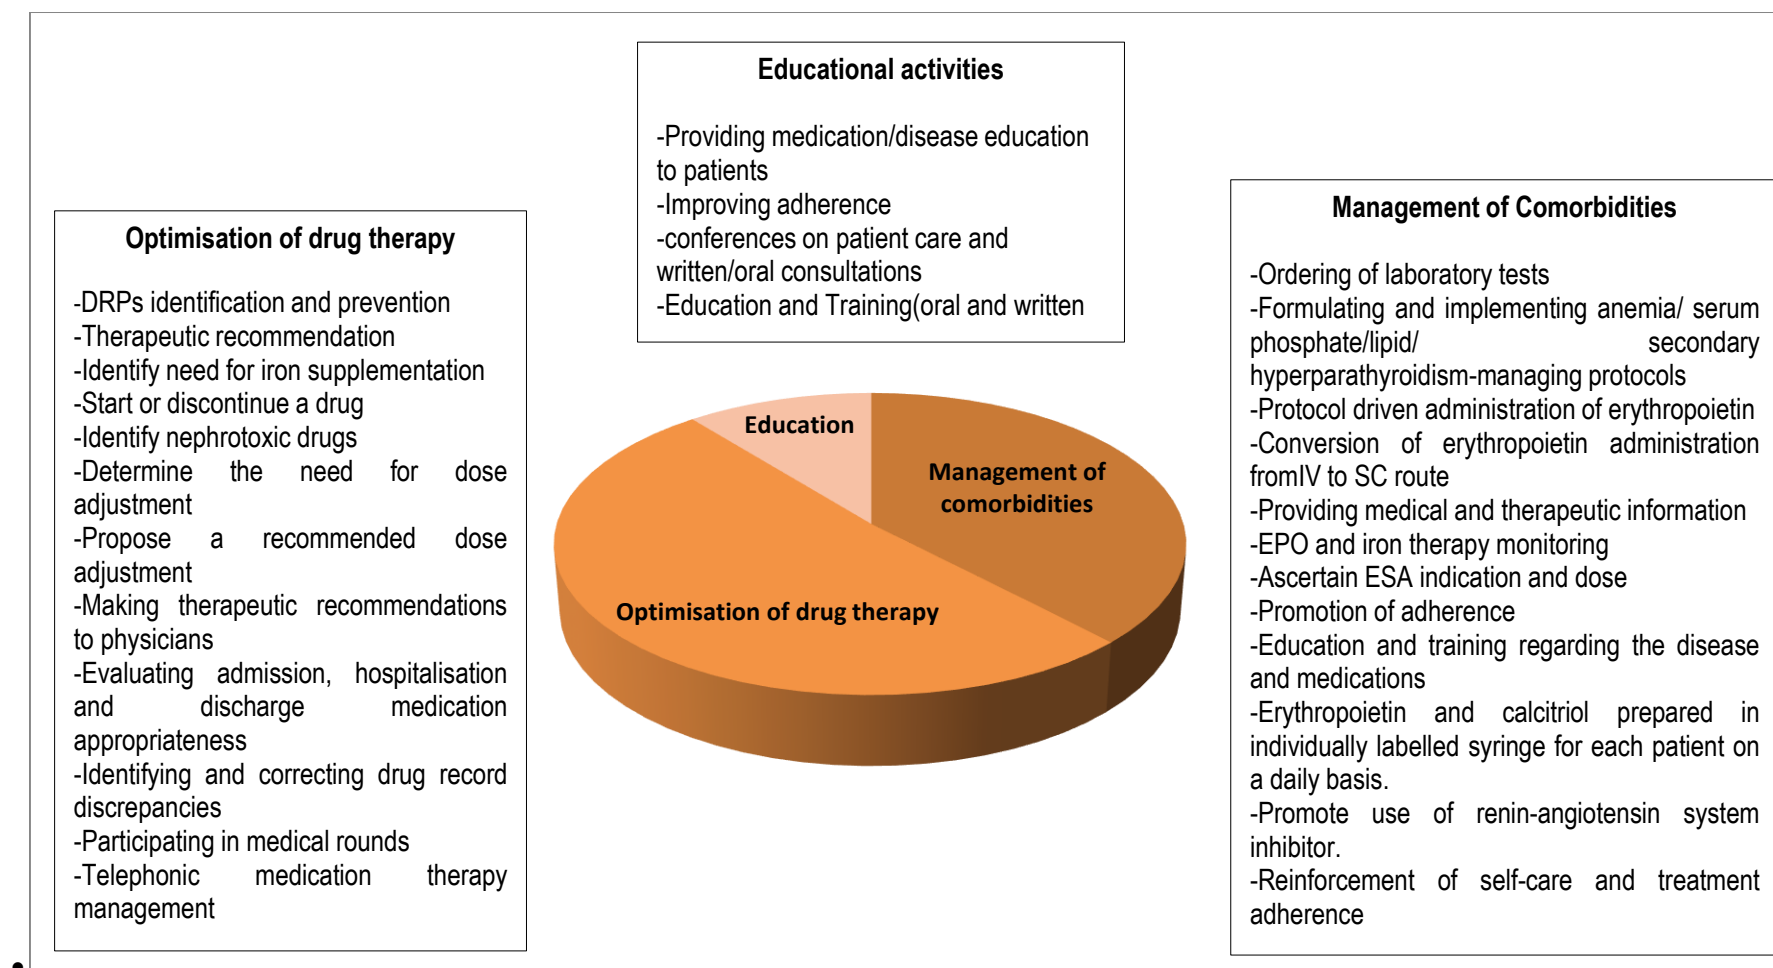 Educational activities
-Providing medication/disease education
to patients
-Improving adherence
-conferences on patient care and
written/oral consultations
-Education and Training(oral and written
Optimisation of drug therapy
-DRPs identification and prevention
-Therapeutic recommendation
-Identify need for iron supplementation
-Start or discontinue a drug
-Identify nephrotoxic drugs
-Determine the need for dose
adjustment
-Propose a recommended dose
adjustment
-Making therapeutic recommendations
to physicians
-Evaluating admission, hospitalisation
and discharge medication
appropriateness
-Identifying and correcting drug record
discrepancies
-Participating in medical rounds
-Telephonic medication therapy
management
Education
Management of
comorbidities
Optimisation of drug therapy
Management of Comorbidities
-Ordering of laboratory tests
-Formulating and implementing anemia/ serum
phosphate/lipid/ secondary
hyperparathyroidism-managing protocols
-Protocol driven administration of erythropoietin
-Conversion of erythropoietin administration
fromIV to SC route
-Providing medical and therapeutic information
-EPO and iron therapy monitoring
-Ascertain ESA indication and dose
-Promotion of adherence
-Education and training regarding the disease
and medications
-Erythropoietin and calcitriol prepared in
individually labelled syringe for each patient on
a daily basis.
-Promote use of renin-angiotensin system
inhibitor.
-Reinforcement of self-care and treatment
adherence